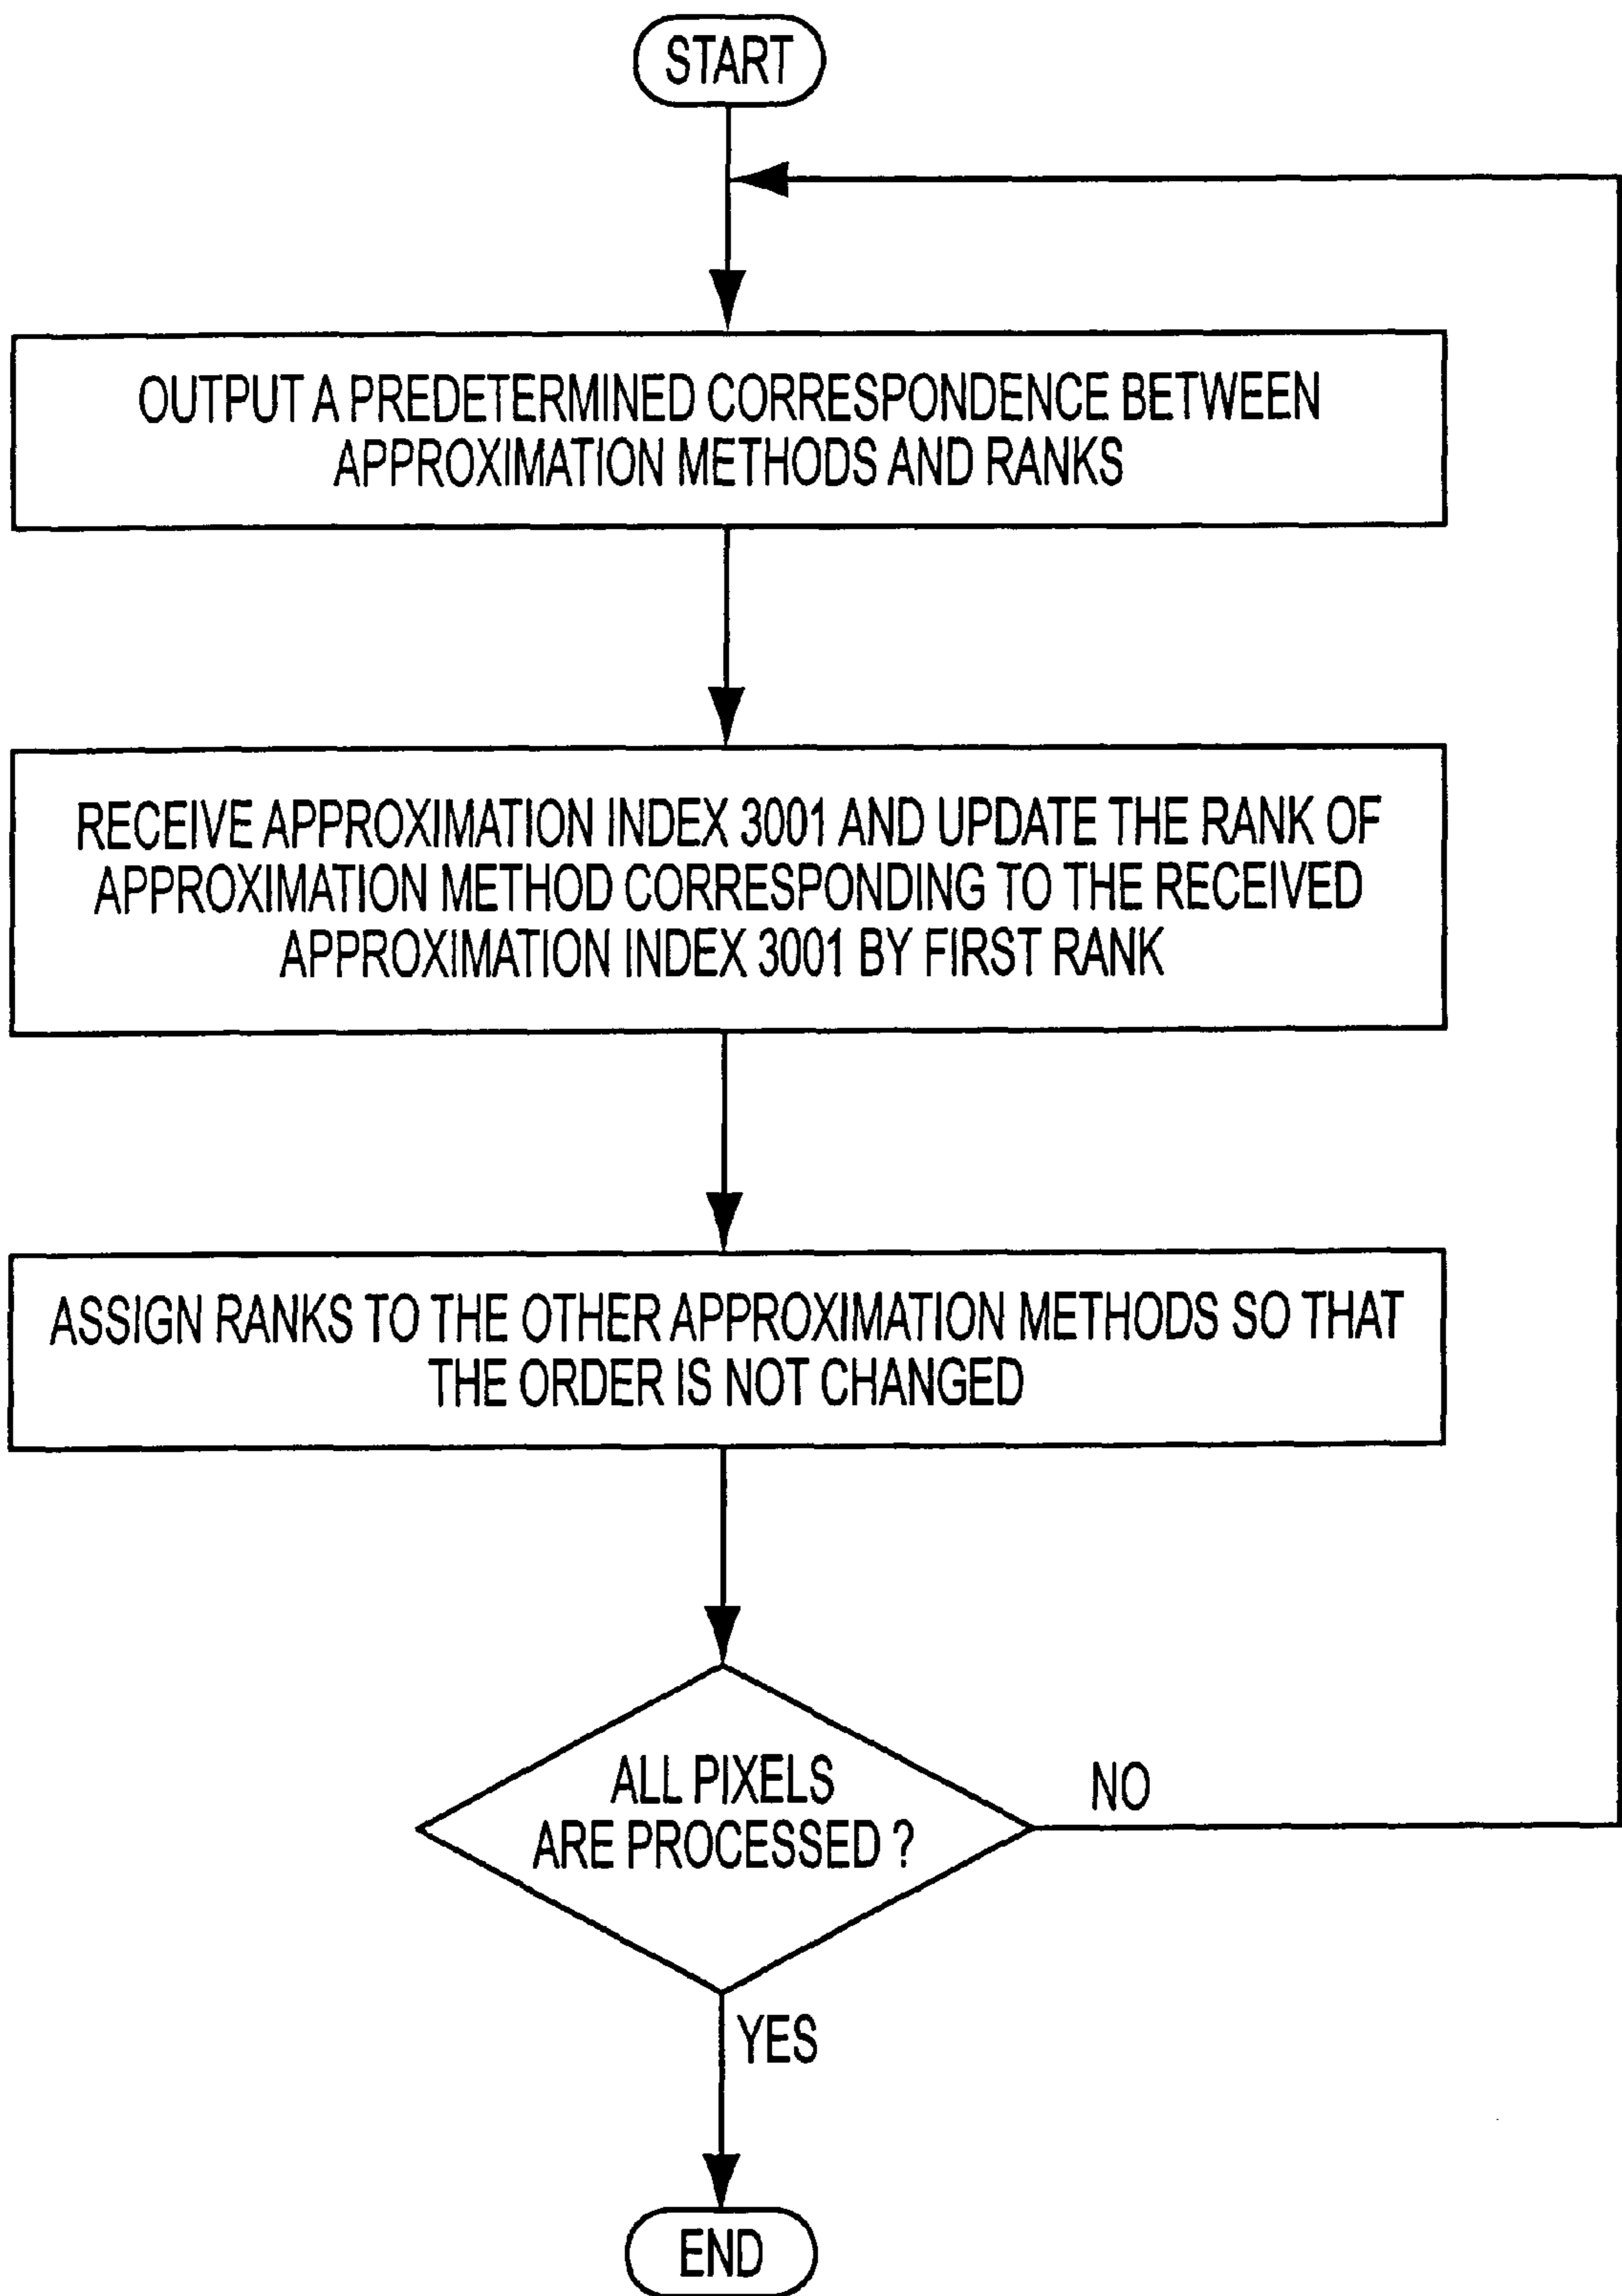 START
OUTPUT A PREDETERMINED CORRESPONDENCE BETWEEN
APPROXIMATION METHODS AND RANKS
RECEIVE APPROXIMATION INDEX 3001 AND UPDATE THE RANK OF
APPROXIMATION METHOD CORRESPONDING TO THE RECEIVED
APPROXIMATION INDEX 3001 BY FIRST RANK
ASSIGN RANKS TO THE OTHER APPROXIMATION METHODS SO THAT
THE ORDER IS NOT CHANGED
ALL PIXELS
ARE PROCESSED ?
NO
YES
END